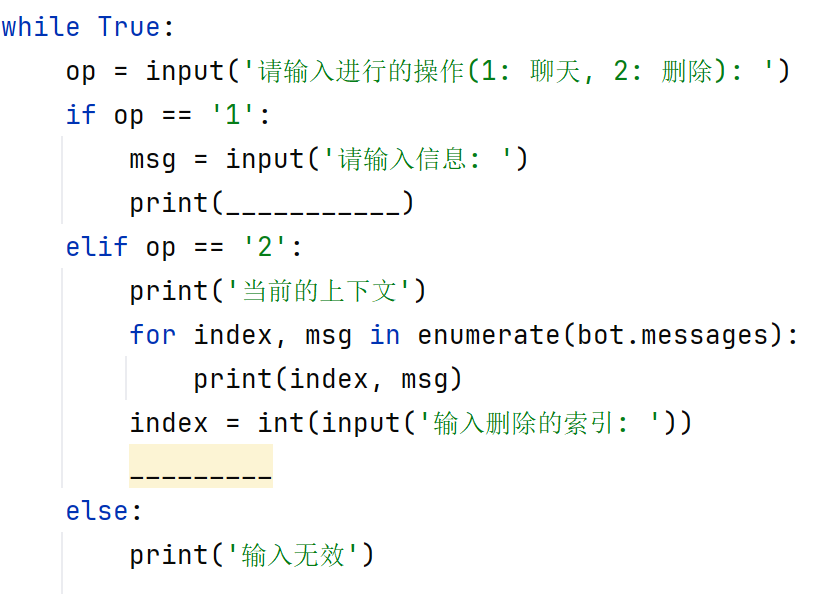 while True:
    op = input('请输入进行的操作(1: 聊天, 2: 删除): ')
    if op == '1':
        msg = input('请输入信息: ')
        print(___________)
    elif op == '2':
        print('当前的上下文')
        for index, msg in enumerate(bot.messages):
            print(index, msg)
        index = int(input('输入删除的索引: '))
        _________
    else:
        print('输入无效')